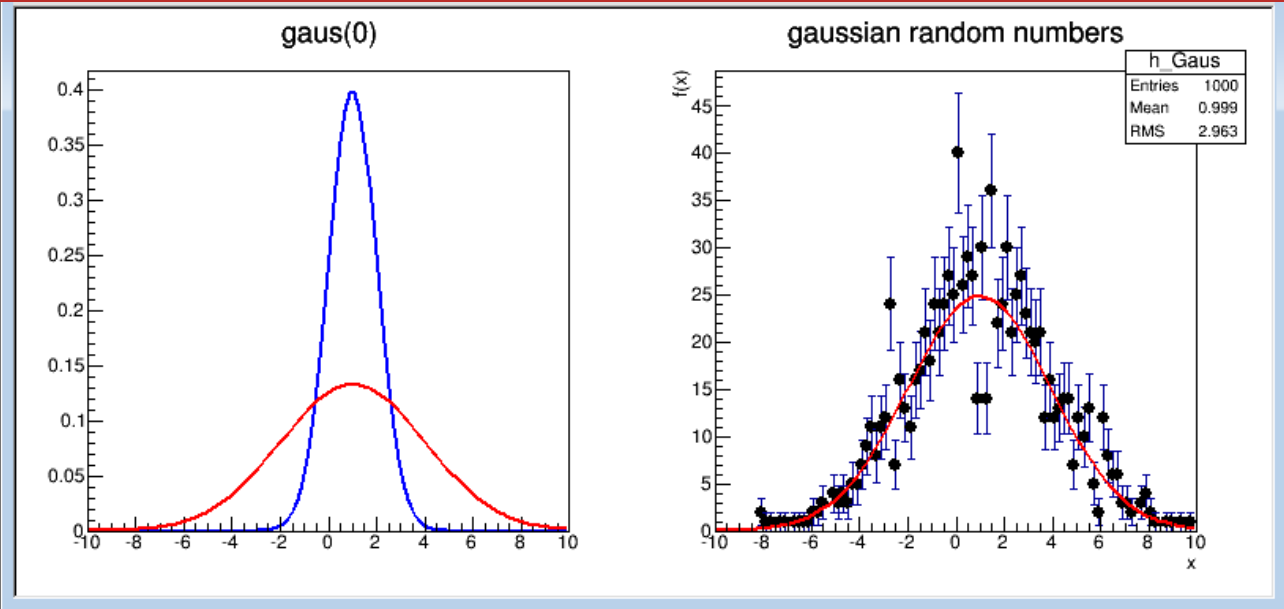 gaus(0)
0.4
0.35
0.3
0.25
0.2
0.15
0.1
0.05
0
-10 -8 -6 -4 -2 0 2 4 6 8 10
gaussian random numbers
h_Gaus
Entries 1000
Mean 0.999
RMS 2.963
f(x)
45
40
35
30
25
20
15
10
5
0
-10 -8 -6 -4 -2 0 2 4 6 8 10
x